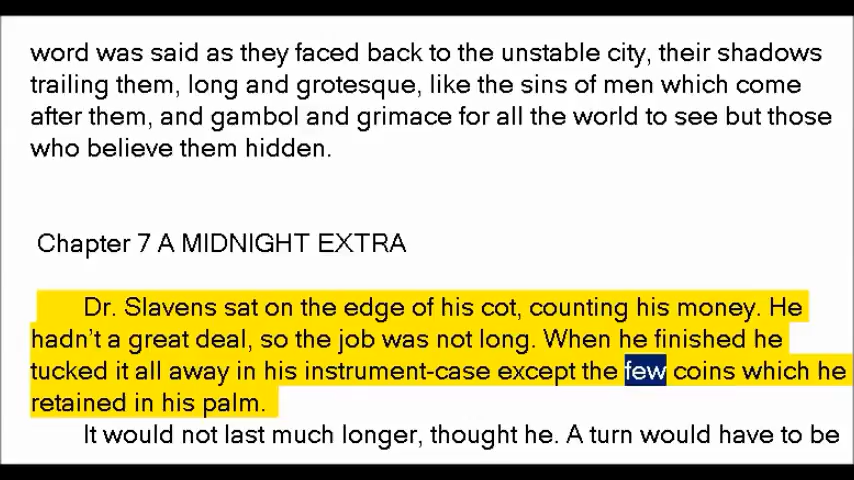 word was said as they faced back to the unstable city, their shadows
trailing them, long and grotesque, like the sins of men which come
after them, and gambol and grimace for all the world to see but those
who believe them hidden.
Chapter 7 A MIDNIGHT EXTRA
Dr. Slavens sat on the edge of his cot, counting his money. He
hadn't a great deal, so the job was not long. When he finished he
tucked it all away in his instrument-case except the few coins which he
retained in his palm.
It would not last much longer, thought he. A turn would have to be